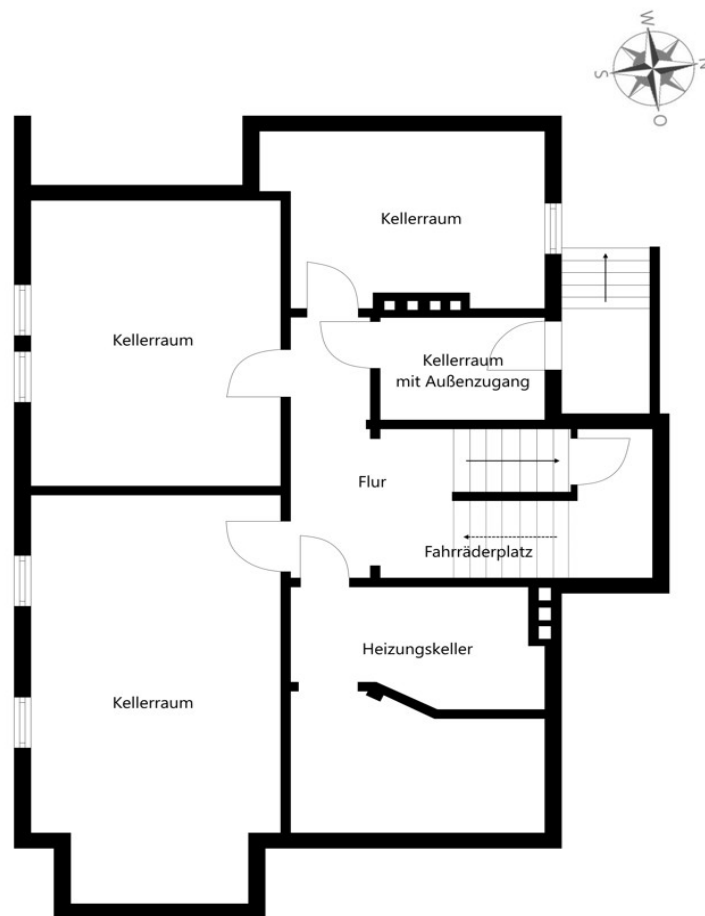 W
N
S
O
Kellerraum
Kellerraum
Kellerraum
mit Außenzugang
Flur
Fahrräderplatz
Heizungskeller
Kellerraum